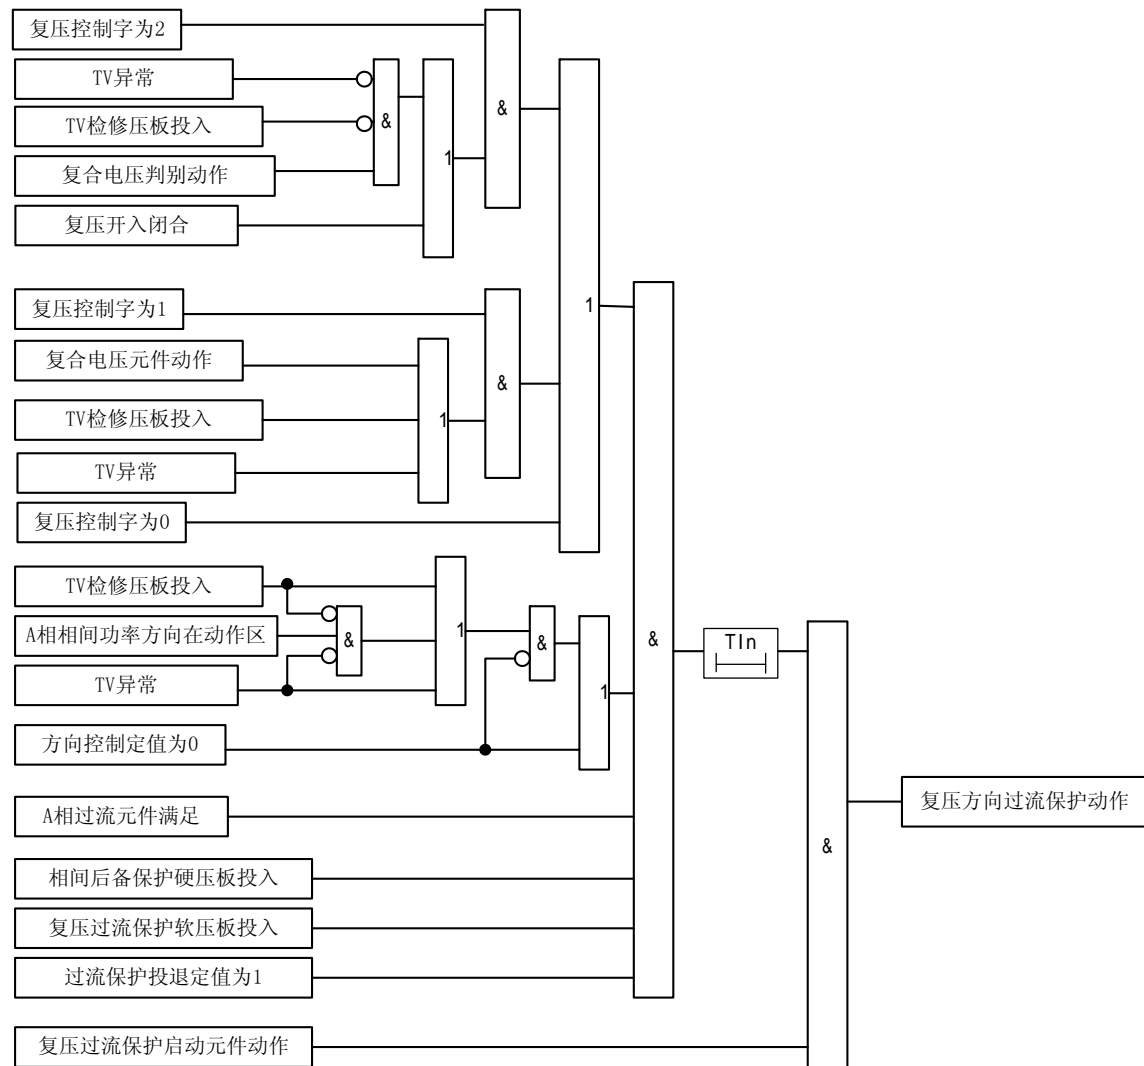 复压控制字为2
TV异常
TV检修压板投入
复合电压判别动作
复压开入闭合
&
1
&
复压控制字为1
复合电压元件动作
TV检修压板投入
TV异常
复压控制字为0
1
&
1
TV检修压板投入
A相相间功率方向在动作区
TV异常
方向控制定值为0
&
1
&
1
&
TIn
A相过流元件满足
相间后备保护硬压板投入
复压过流保护软压板投入
过流保护投退定值为1
复压过流保护启动元件动作
&
复压方向过流保护动作